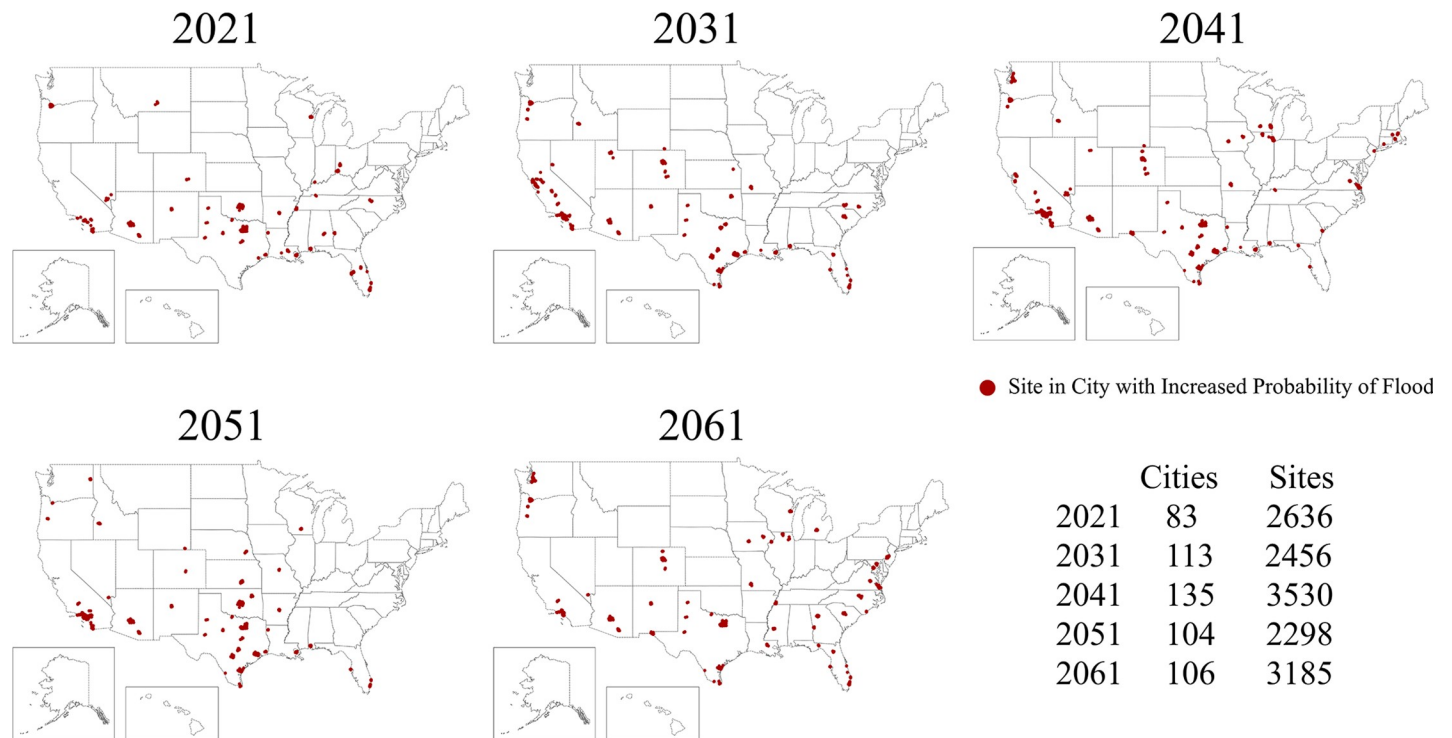 2021
2031
2041
Site in City with Increased Probability of Flood
2051
2061
Cities Sites
2021 83 2636
2031 113 2456
2041 135 3530
2051 104 2298
2061 106 3185